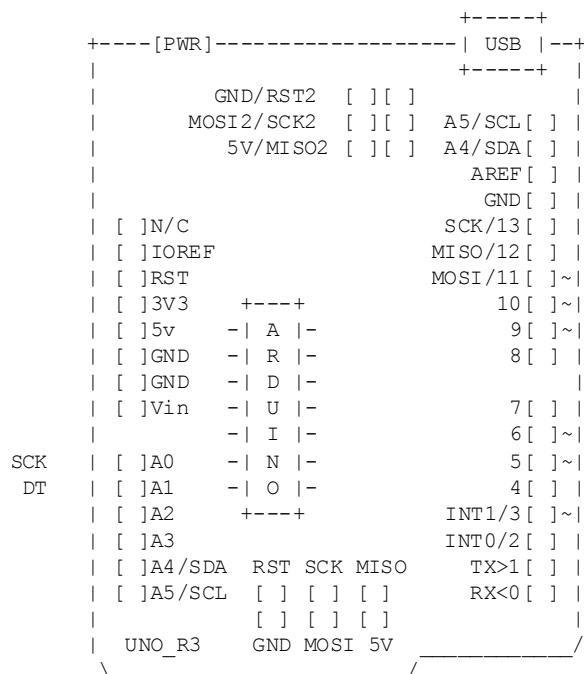 +-----+
         +----[PWR]-------------------| USB |--+
         |                            +-----+  |
         |         GND/RST2  [ ][ ]            |
         |       MOSI2/SCK2  [ ][ ]  A5/SCL[ ] |
         |          5V/MISO2 [ ][ ]  A4/SDA[ ] |
         |                             AREF[ ] |
         |                              GND[ ] |
         | [ ]N/C                    SCK/13[ ] |
         | [ ]IOREF                 MISO/12[ ] |
         | [ ]RST                   MOSI/11[ ]~|
         | [ ]3V3    +---+               10[ ]~|
         | [ ]5v    -| A |-               9[ ]~|
         | [ ]GND   -| R |-               8[ ] |
         | [ ]GND   -| D |-                    |
         | [ ]Vin   -| U |-               7[ ] |
         |          -| I |-               6[ ]~|
SCK      | [ ]A0    -| N |-               5[ ]~|
 DT      | [ ]A1    -| O |-               4[ ] |
         | [ ]A2     +---+           INT1/3[ ]~|
         | [ ]A3                     INT0/2[ ] |
         | [ ]A4/SDA  RST SCK MISO     TX>1[ ] |
         | [ ]A5/SCL  [ ] [ ] [ ]      RX<0[ ] |
         |            [ ] [ ] [ ]              |
         |  UNO_R3    GND MOSI 5V  ____________/
          \_______________________/